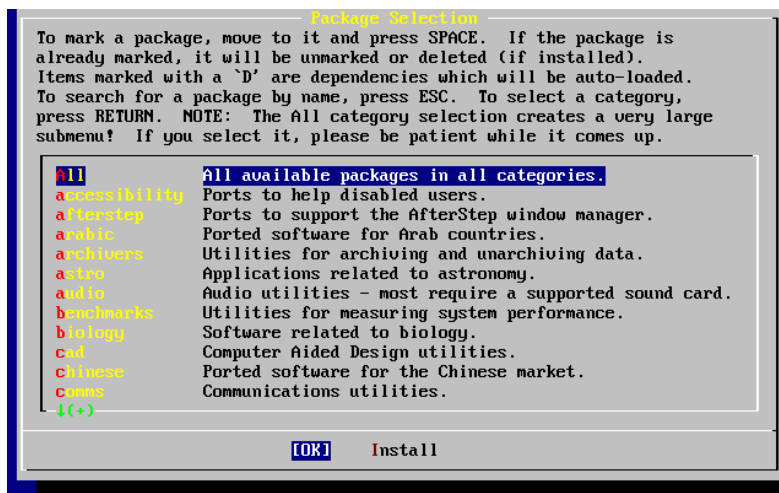 Package Selection
To mark a package, move to it and press SPACE. If the package is
already marked, it will be unmarked or deleted (if installed).
Items marked with a `D' are dependencies which will be auto-loaded.
To search for a package by name, press ESC. To select a category,
press RETURN. NOTE: The All category selection creates a very large
submenu! If you select it, please be patient while it comes up.
All All available packages in all categories.
accessibility Ports to help disabled users.
afterstep Ports to support the AfterStep window manager.
arabic Ported software for Arab countries.
archivers Utilities for archiving and unarchiving data.
astro Applications related to astronomy.
audio Audio utilities - most require a supported sound card.
benchmarks Utilities for measuring system performance.
biology Software related to biology.
cad Computer Aided Design utilities.
chinese Ported software for the Chinese market.
comms Communications utilities.
↓(+)
[OK] Install